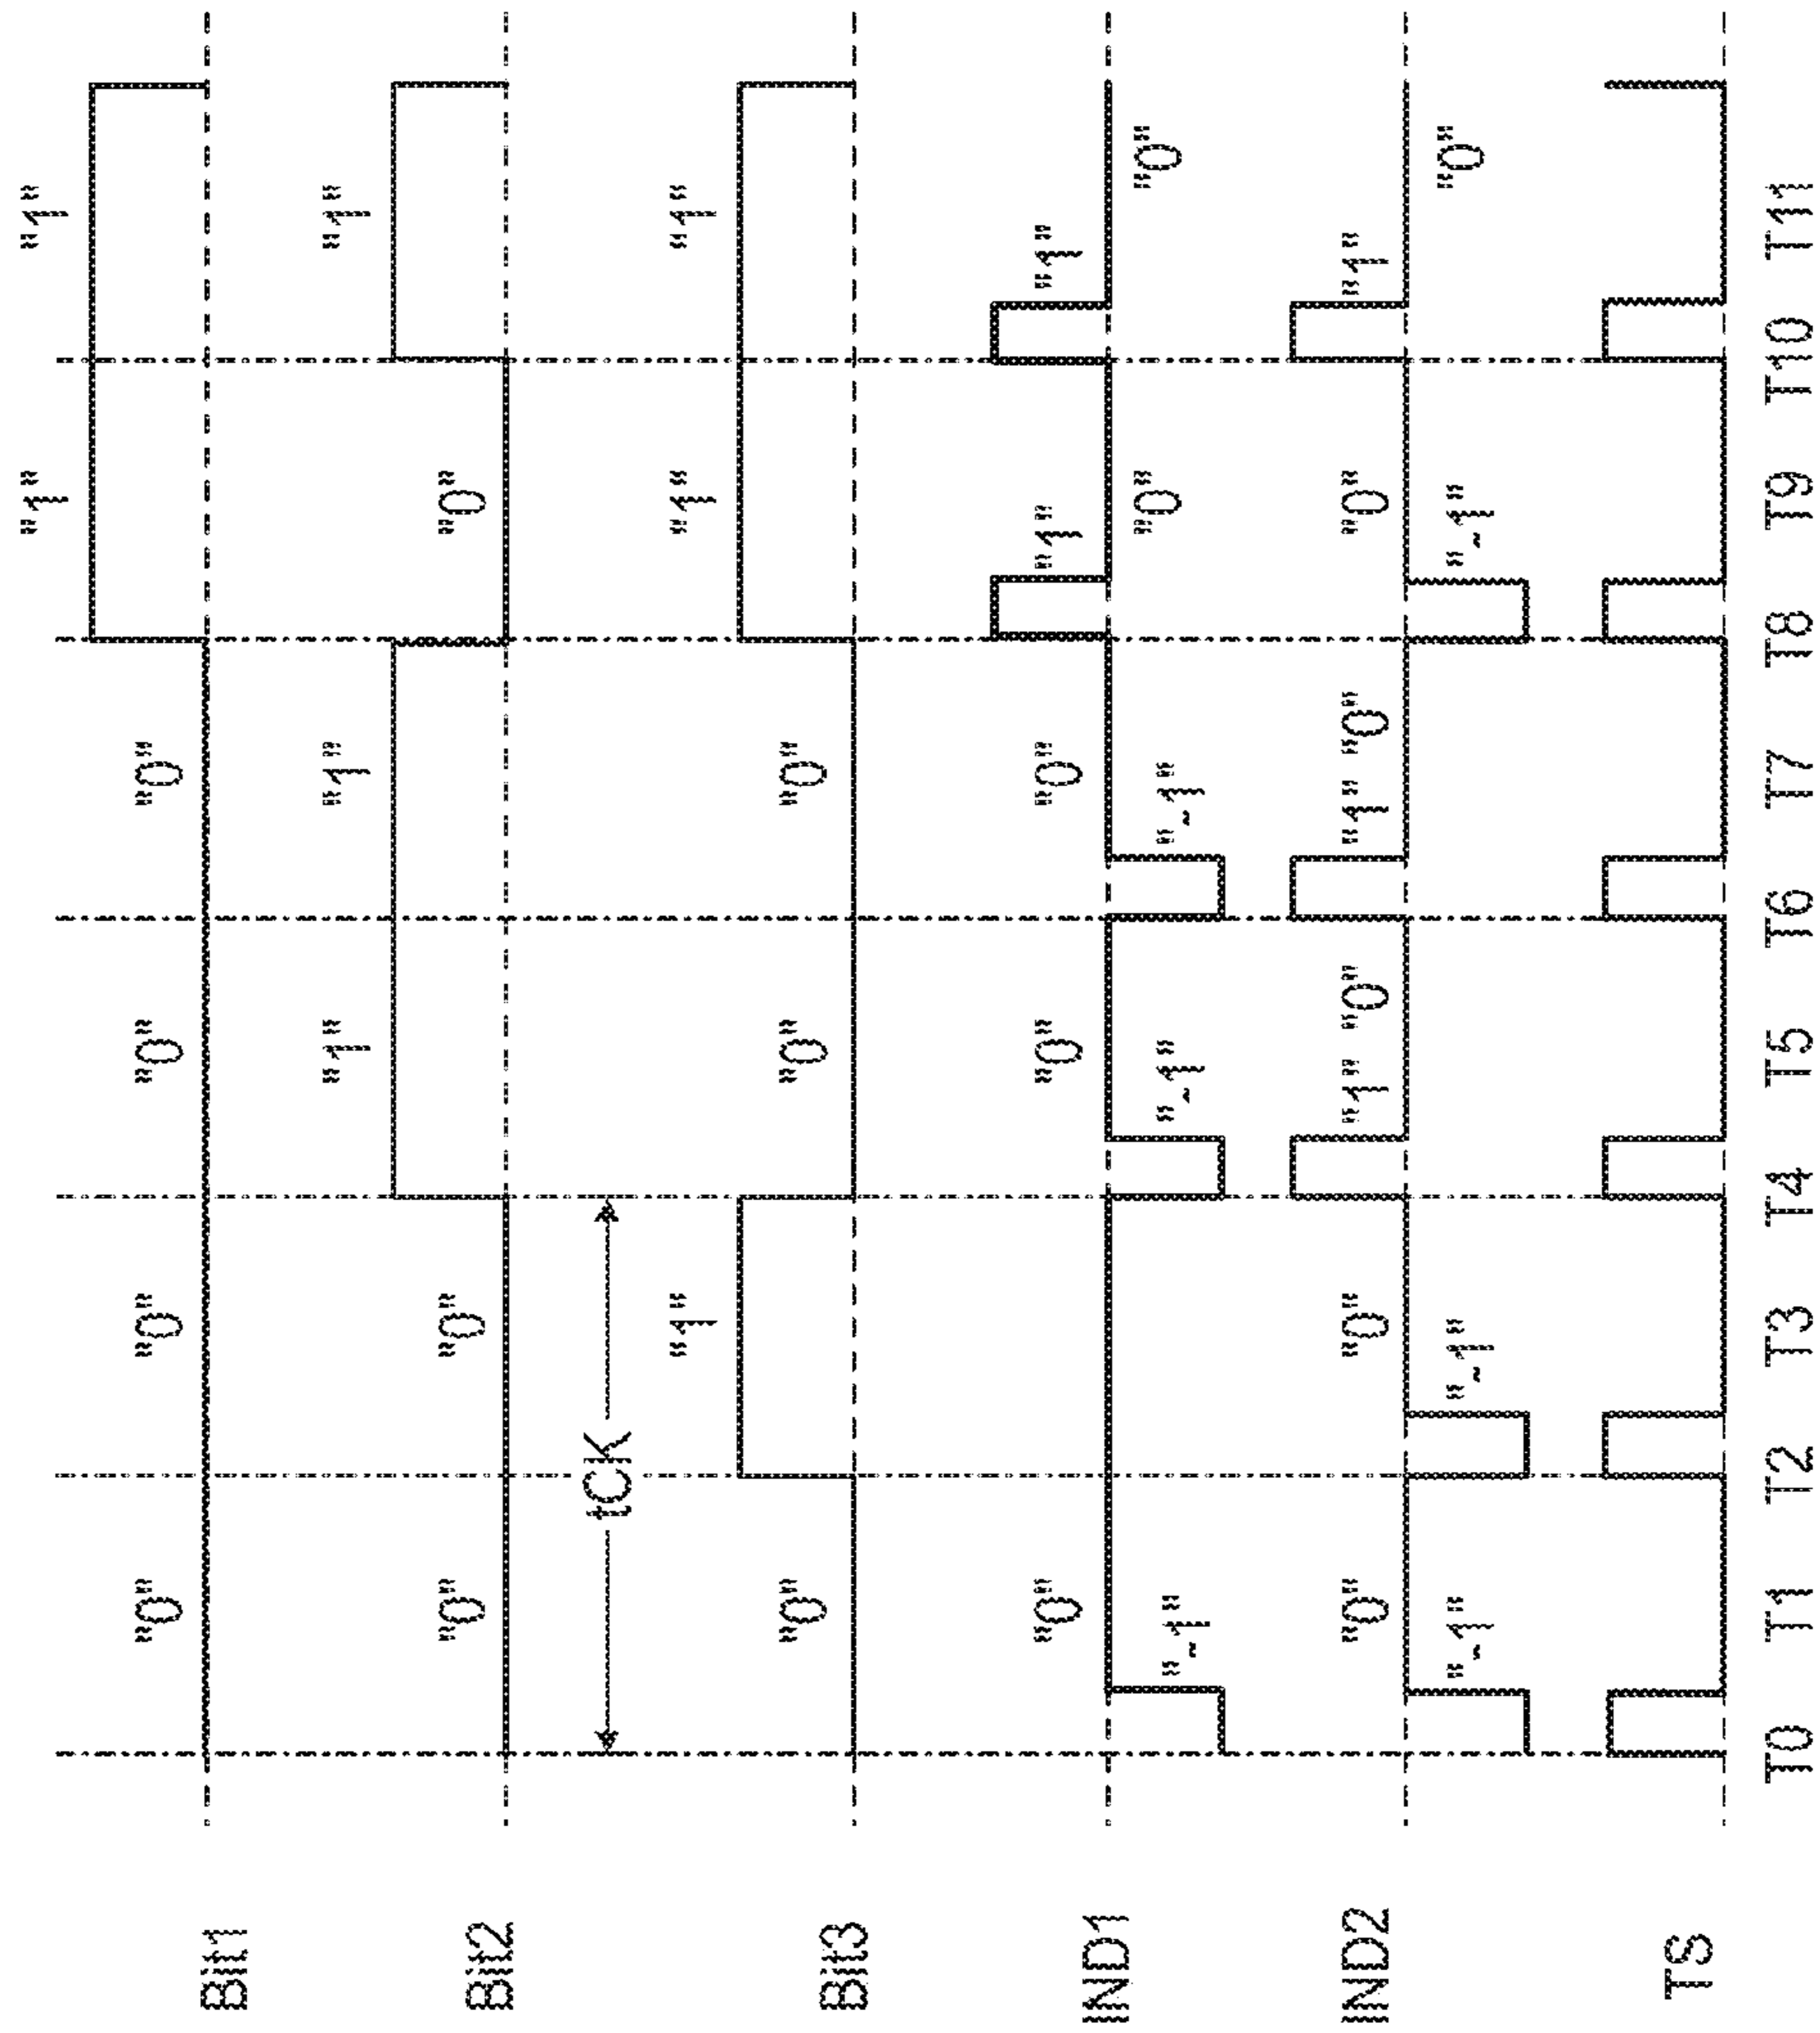 Bit1 "0" "0" "0" "0" "1" "1"
Bit2 "0" "0" "1" "1" "0" "1"
tCK
Bit3 "0" "1" "0" "0" "1" "1"
IND1 "0" "0" "0" "1" "1"
"-1" "-1" "-1" "0" "0"
IND2 "0" "0" "1" "0" "1" "0" "0" "1"
"-1" "-1" "-1" "0"
TS
T0 T1 T2 T3 T4 T5 T6 T7 T8 T9 T10 T11